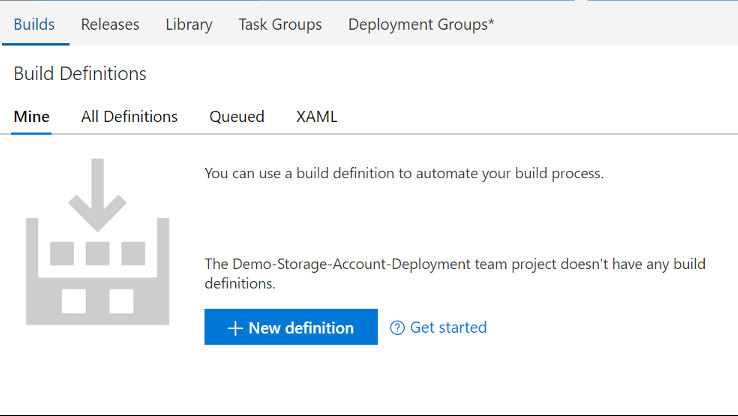 Builds Releases Library Task Groups Deployment Groups*
Build Definitions
Mine All Definitions Queued XAML
You can use a build definition to automate your build process.
The Demo-Storage-Account-Deployment team project doesn't have any build
definitions.
+ New definition ? Get started